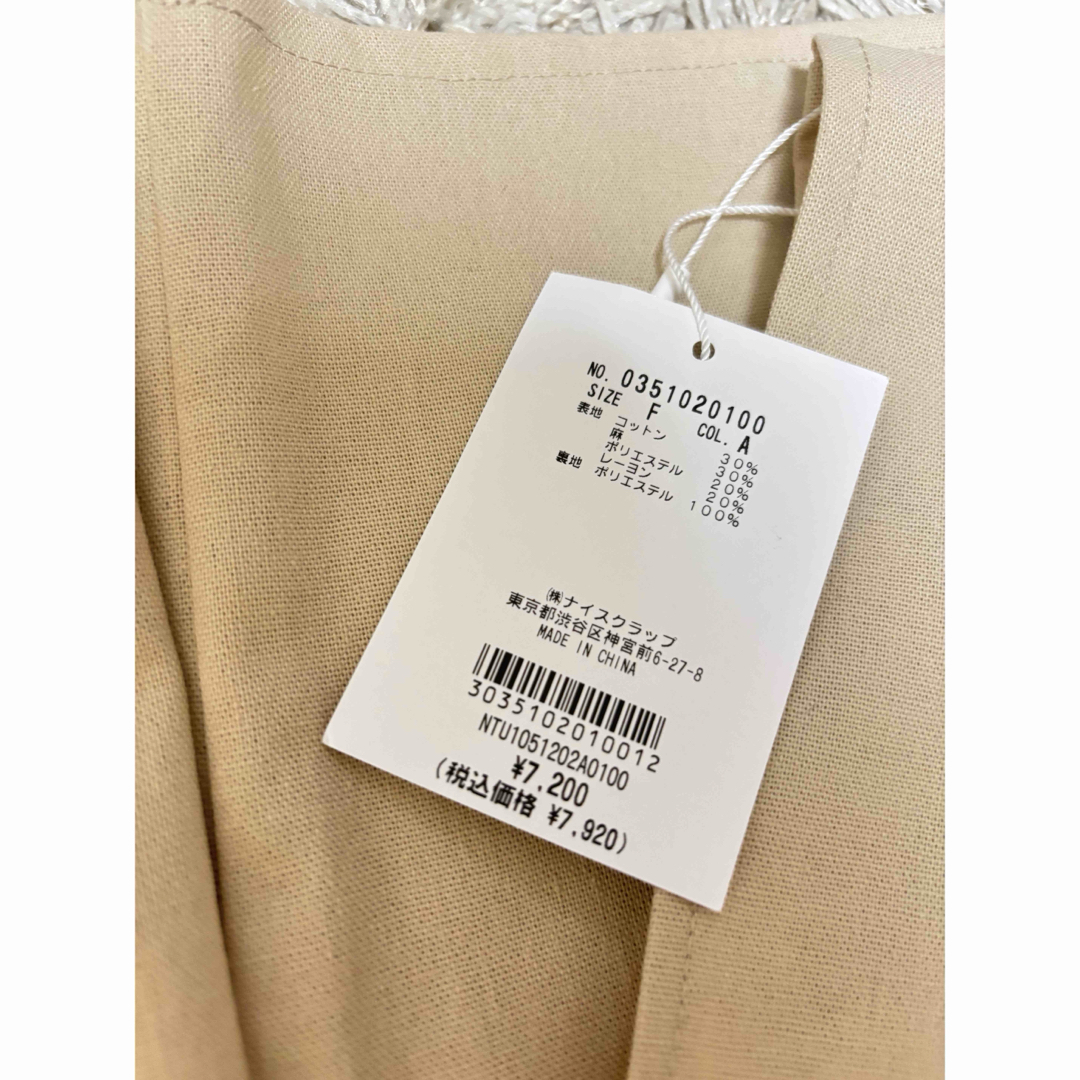 NO. 0351020100
SIZE F COL. A
表地 コットン 30%
麻 30%
ポリエステル 20%
レーヨン 20%
裏地 ポリエステル 100%
㈱ナイスクラップ
東京都渋谷区神宮前6-27-8
MADE IN CHINA
3035102010012
NTU1051202A0100
¥7,200
(税込価格 ¥7,920)